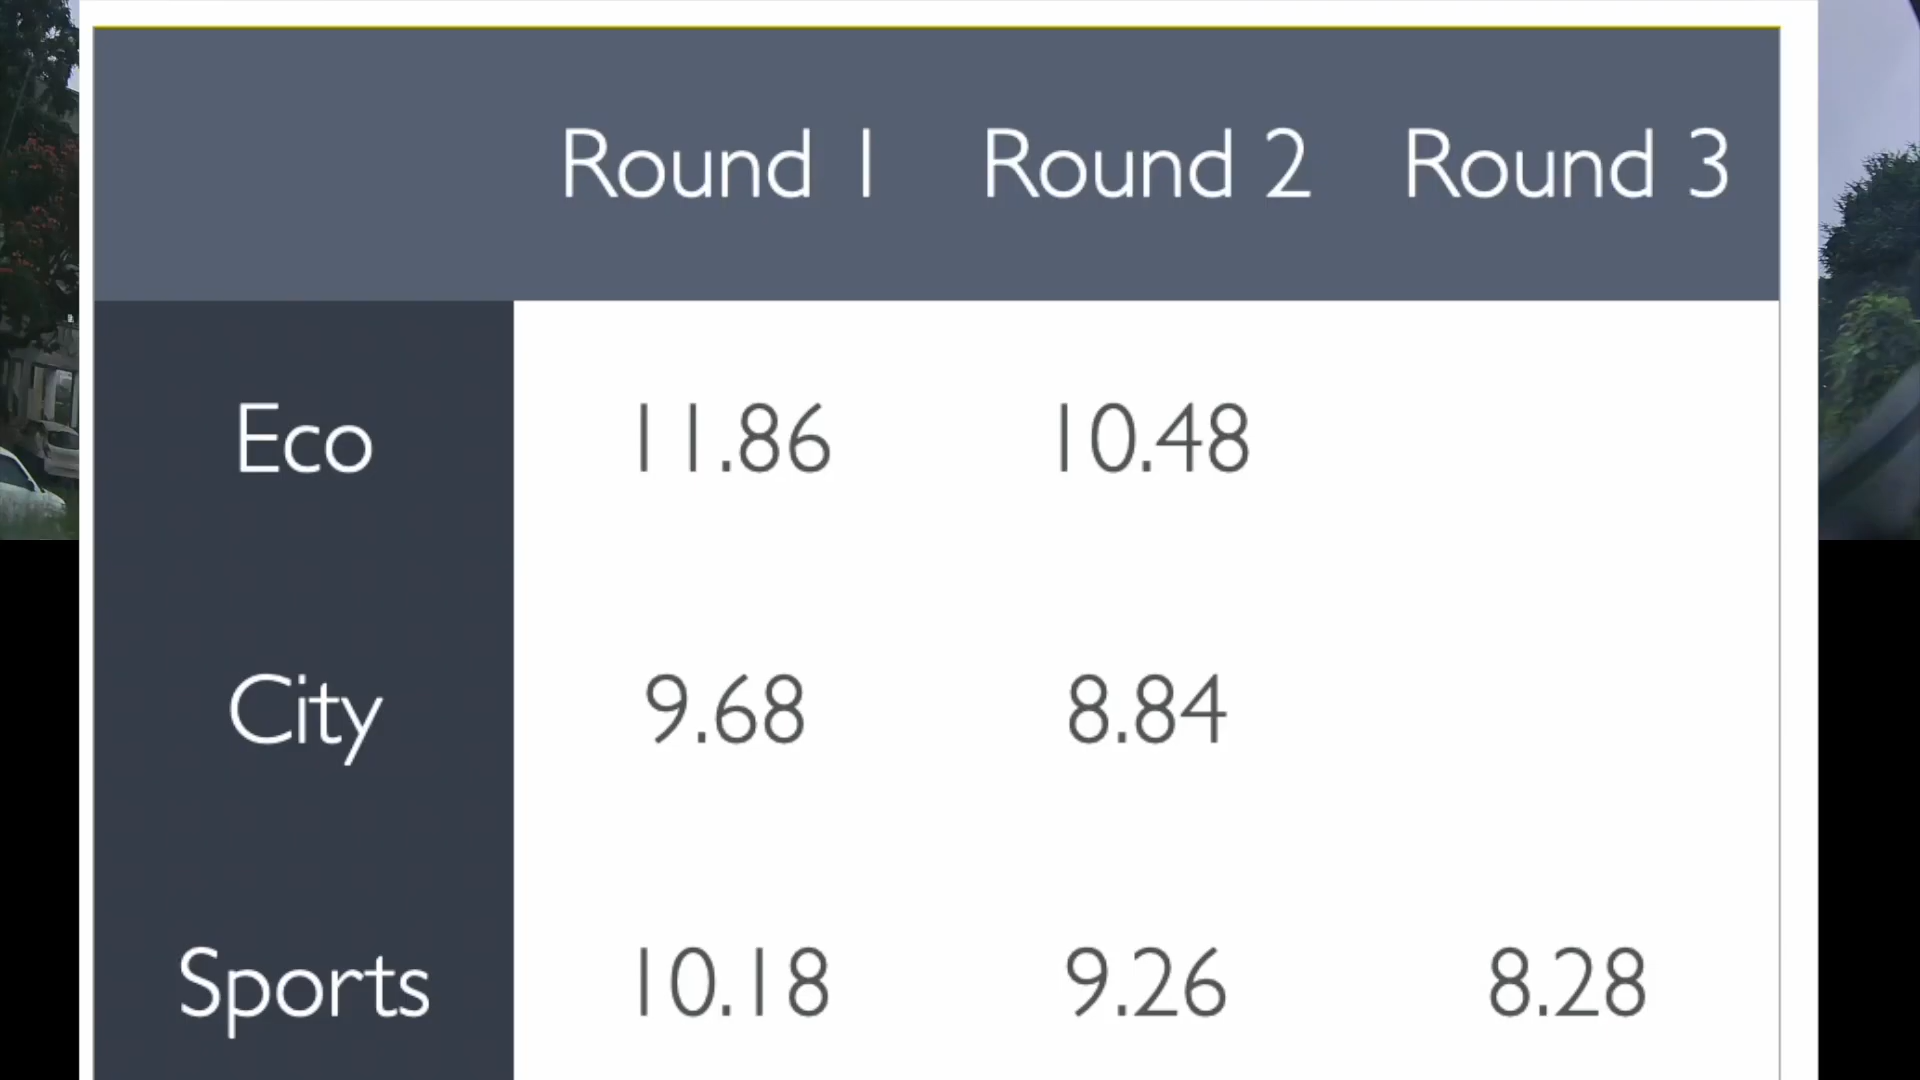 Round 1 Round 2 Round 3
Eco 11.86 10.48
City 9.68 8.84
Sports 10.18 9.26 8.28